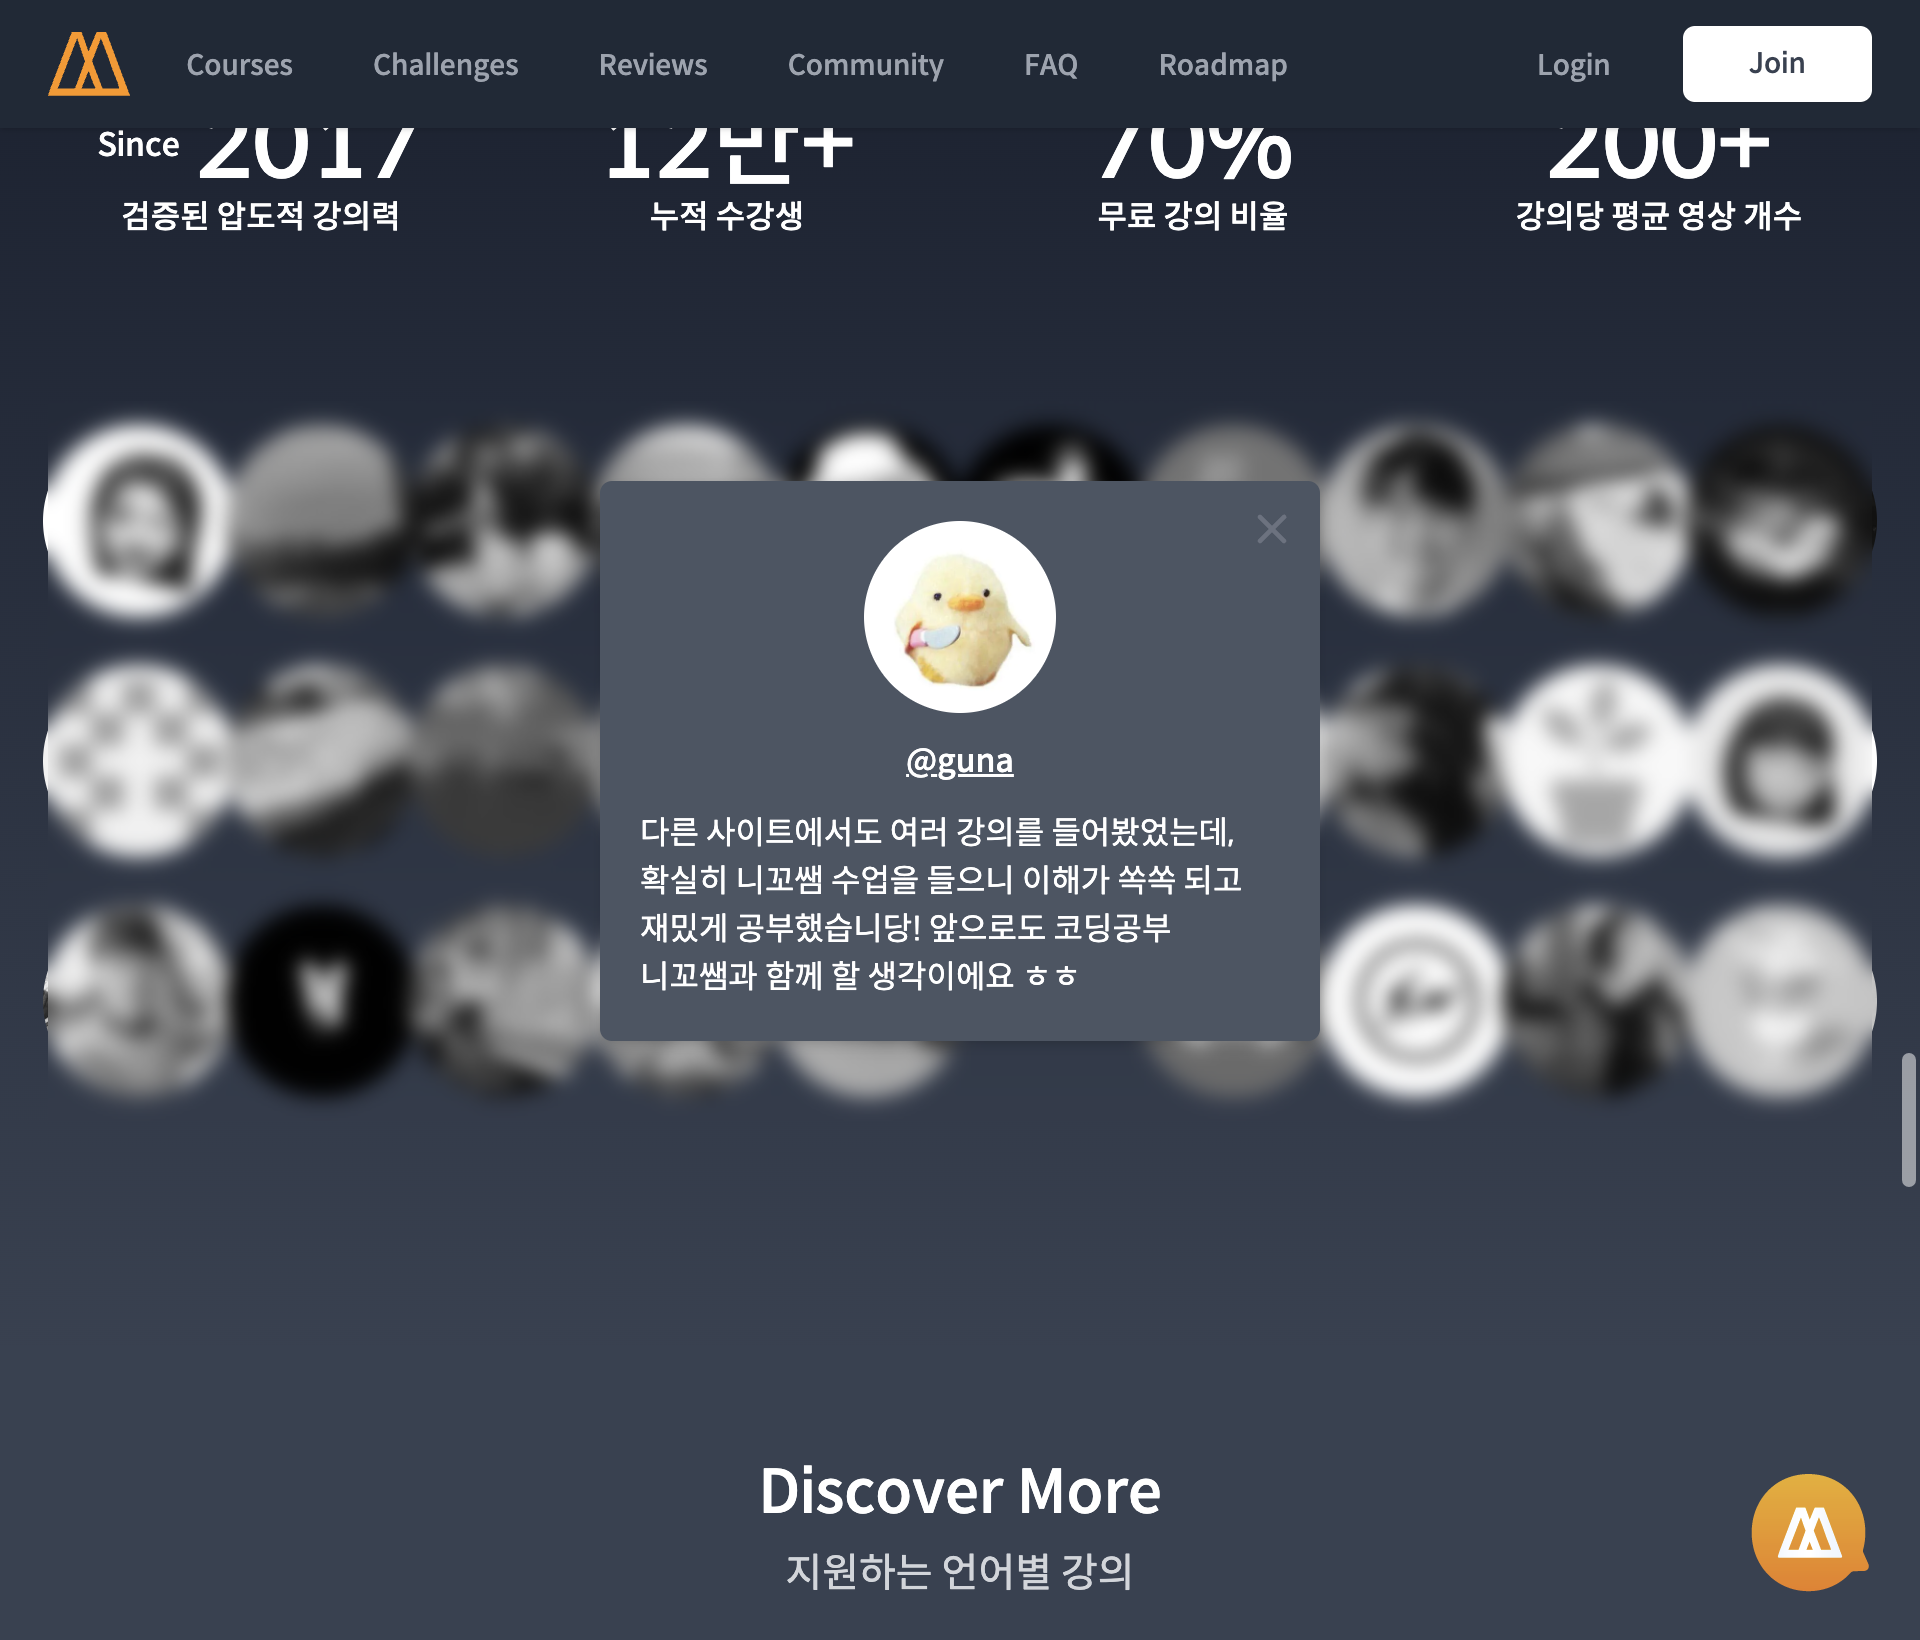 Courses Challenges Reviews Community FAQ Roadmap Login Join
Since 2017 12만+ 70% 200+
검증된 압도적 강의력 누적 수강생 무료 강의 비율 강의당 평균 영상 개수
@guna
다른 사이트에서도 여러 강의를 들어봤었는데,
확실히 니꼬쌤 수업을 들으니 이해가 쏙쏙 되고
재밌게 공부했습니당! 앞으로도 코딩공부
니꼬쌤과 함께 할 생각이에요 ㅎㅎ
Discover More
지원하는 언어별 강의